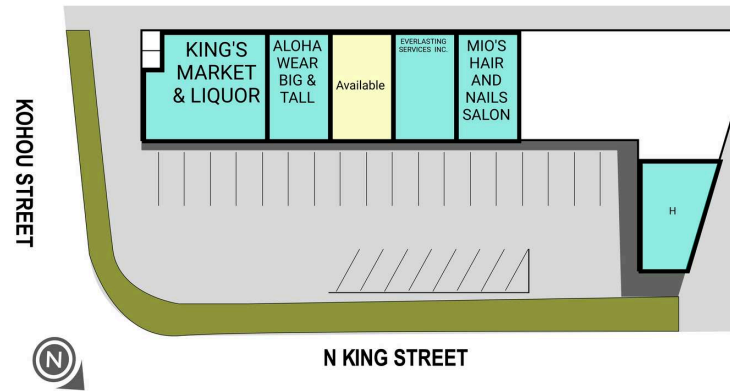 KING'S
MARKET
& LIQUOR
ALOHA
WEAR
BIG &
TALL
Available
EVERLASTING
SERVICES INC.
MIO'S
HAIR
AND
NAILS
SALON
H
KOHOU STREET
N KING STREET
N